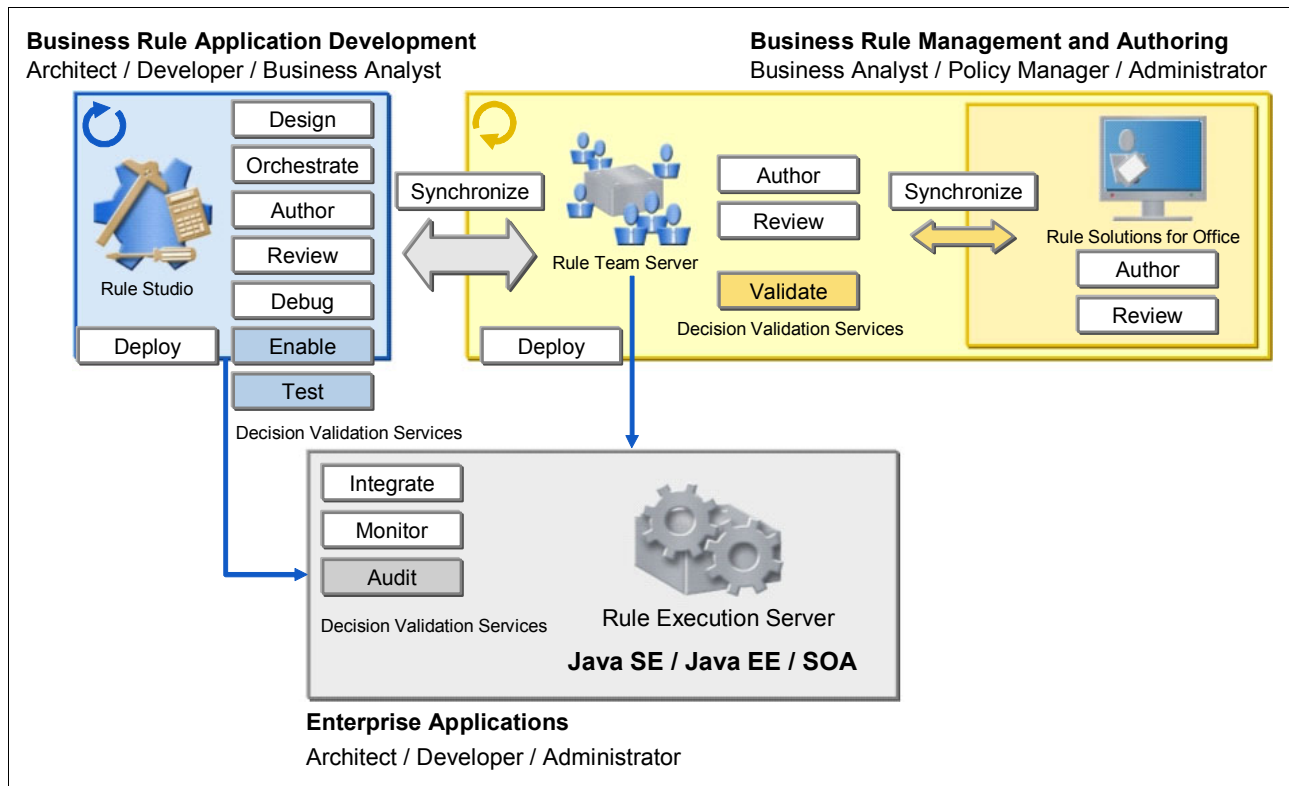 Business Rule Application Development
Architect / Developer / Business Analyst
Business Rule Management and Authoring
Business Analyst / Policy Manager / Administrator
Design
Orchestrate
Author
Review
Debug
Enable
Test
Rule Studio
Deploy
Decision Validation Services
Synchronize
Rule Team Server
Author
Review
Validate
Decision Validation Services
Deploy
Synchronize
Rule Solutions for Office
Author
Review
Integrate
Monitor
Audit
Decision Validation Services
Rule Execution Server
Java SE / Java EE / SOA
Enterprise Applications
Architect / Developer / Administrator